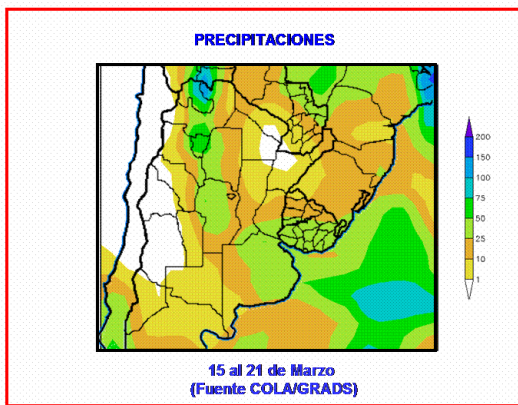 PRECIPITACIONES
200
150
100
75
50
25
10
1
15 al 21 de Marzo
(Fuente COLA/GRADS)